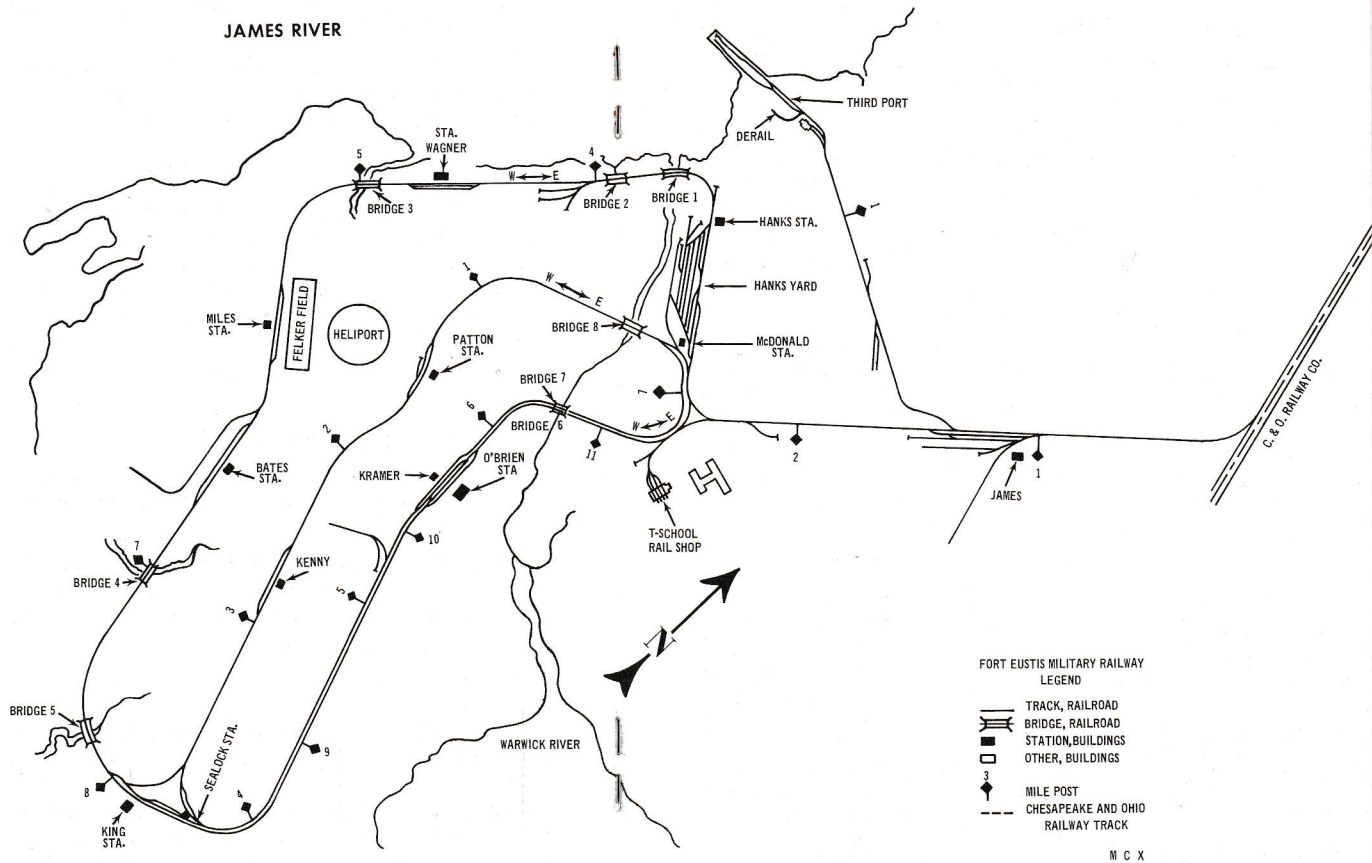 JAMES RIVER
THIRD PORT
DERAIL
STA.
WAGNER
5
4
W E
BRIDGE 3
BRIDGE 2
BRIDGE 1
1
HANKS STA.
HANKS YARD
C. & O. RAILWAY CO.
1
W E
MILES
STA.
FELKER FIELD
HELIPORT
BRIDGE 8
PATTON
STA.
McDONALD
STA.
BRIDGE 7
7
6
BRIDGE 6
W E
2
11
2
1
BATES
STA.
KRAMER
O'BRIEN
STA
JAMES
T-SCHOOL
RAIL SHOP
10
7
BRIDGE 4
KENNY
3
5
N
BRIDGE 5
SEALOCK STA.
9
WARWICK RIVER
8
4
KING
STA.
FORT EUSTIS MILITARY RAILWAY
LEGEND
TRACK, RAILROAD
BRIDGE, RAILROAD
STATION, BUILDINGS
OTHER, BUILDINGS
3
MILE POST
CHESAPEAKE AND OHIO
RAILWAY TRACK
M C X